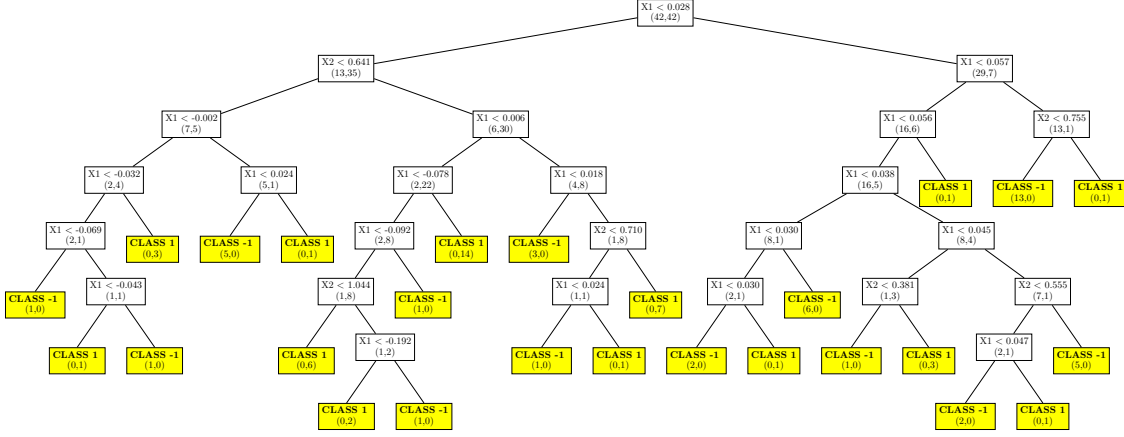 X1 < 0.028
(42,42)
X2 < 0.641
(13,35)
X1 < 0.057
(29,7)
X1 < -0.002
(7,5)
X1 < 0.006
(6,30)
X1 < 0.056
(16,6)
X2 < 0.755
(13,1)
X1 < -0.032
(2,4)
X1 < 0.024
(5,1)
X1 < -0.078
(2,22)
X1 < 0.018
(4,8)
X1 < 0.038
(16,5)
CLASS 1
(0,1)
CLASS -1
(13,0)
CLASS 1
(0,1)
X1 < -0.069
(2,1)
CLASS 1
(0,3)
CLASS -1
(5,0)
CLASS 1
(0,1)
X1 < -0.092
(2,8)
CLASS 1
(0,14)
CLASS -1
(3,0)
X2 < 0.710
(1,8)
X1 < 0.030
(8,1)
X1 < 0.045
(8,4)
CLASS -1
(1,0)
X1 < -0.043
(1,1)
X2 < 1.044
(1,8)
CLASS -1
(1,0)
X1 < 0.024
(1,1)
CLASS 1
(0,7)
X1 < 0.030
(2,1)
CLASS -1
(6,0)
X2 < 0.381
(1,3)
X2 < 0.555
(7,1)
CLASS 1
(0,1)
CLASS -1
(1,0)
CLASS 1
(0,6)
X1 < -0.192
(1,2)
CLASS -1
(1,0)
CLASS 1
(0,1)
CLASS -1
(2,0)
CLASS 1
(0,1)
CLASS -1
(1,0)
CLASS 1
(0,3)
X1 < 0.047
(2,1)
CLASS -1
(5,0)
CLASS 1
(0,2)
CLASS -1
(1,0)
CLASS -1
(2,0)
CLASS 1
(0,1)